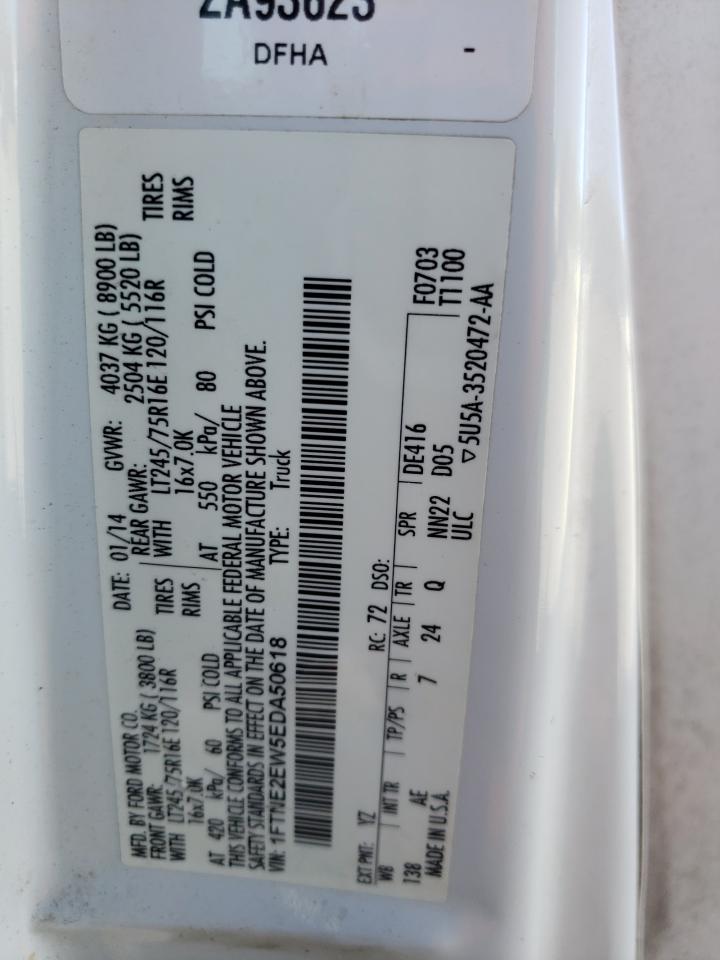 2A93623
DFHA -
MFD. BY FORD MOTOR CO.
DATE: 01/14 GVWR: 4037 KG ( 8900 LB)
FRONT GAWR: 1724 KG ( 3800 LB)
REAR GAWR: 2504 KG ( 5520 LB)
WITH LT245/75R16E 120/116R TIRES
WITH LT245/75R16E 120/116R TIRES
16x7.0K RIMS
16x7.0K RIMS
AT 420 kPa/ 60 PSI COLD
AT 550 kPa/ 80 PSI COLD
THIS VEHICLE CONFORMS TO ALL APPLICABLE FEDERAL MOTOR VEHICLE
SAFETY STANDARDS IN EFFECT ON THE DATE OF MANUFACTURE SHOWN ABOVE.
VIN: 1FTNE2EW5EDA50618 TYPE: Truck
EXT PNT: YZ RC: 72 DSO:
WB INT TR TP/PS R AXLE TR SPR F0703
138 AE 7 24 Q DE416 T1100
NN22 D05
MADE IN U.S.A. ULC ▽5U5A-3520472-AA